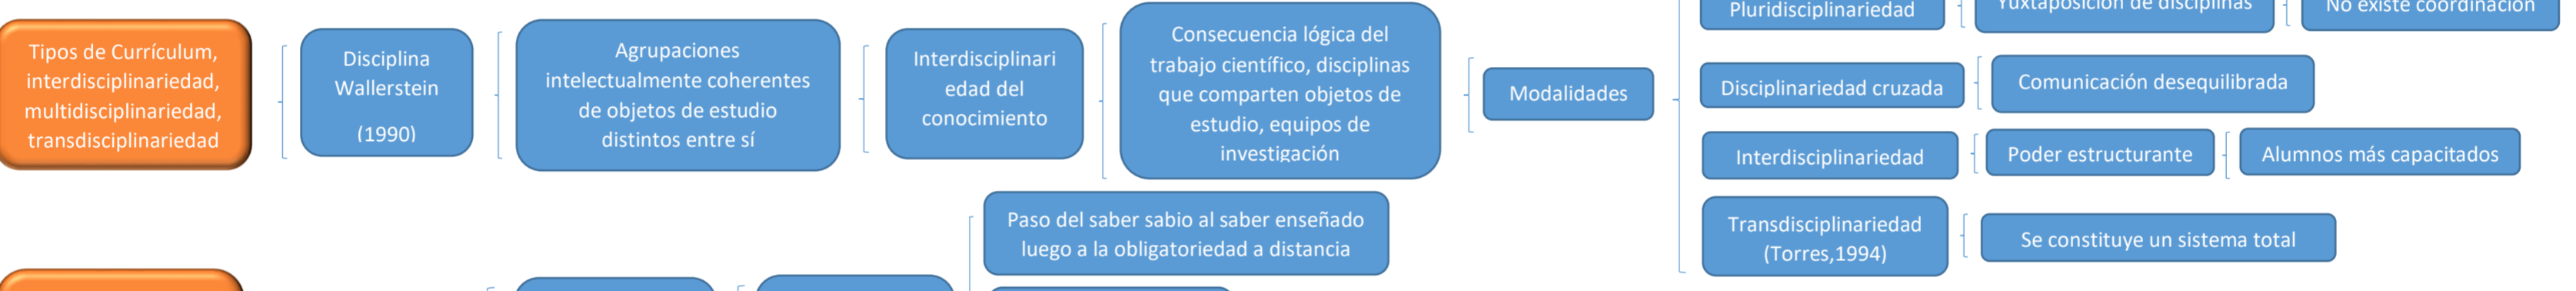 Tipos de Currículum,
interdisciplinariedad,
multidisciplinariedad,
transdisciplinariedad
Disciplina
Wallerstein
(1990)
Agrupaciones
intelectualmente coherentes
de objetos de estudio
distintos entre sí
Interdisciplinari
edad del
conocimiento
Consecuencia lógica del
trabajo científico, disciplinas
que comparten objetos de
estudio, equipos de
investigación
Modalidades
Pluridisciplinariedad
Yuxtaposición de disciplinas
No existe coordinación
Disciplinariedad cruzada
Comunicación desequilibrada
Interdisciplinariedad
Poder estructurante
Alumnos más capacitados
Transdisciplinariedad
(Torres,1994)
Se constituye un sistema total
Paso del saber sabio al saber enseñado
luego a la obligatoriedad a distancia